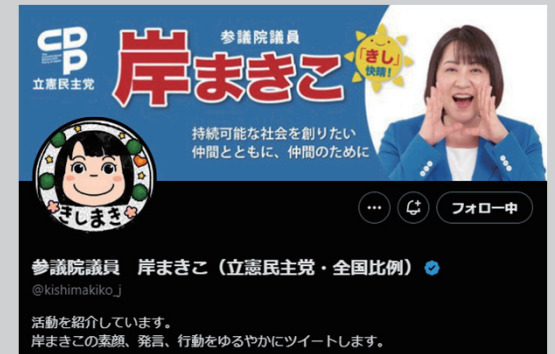 CDP
立憲民主党
参議院議員
岸まきこ
「きし」
快晴!
持続可能な社会を創りたい
仲間とともに、仲間のために
きしまき
フォロー中
参議院議員 岸まきこ（立憲民主党・全国比例）
@kishimakiko_j
活動を紹介しています。
岸まきこの素顔、発言、行動をゆるやかにツイートします。